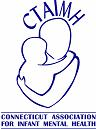 CTAIMH
CONNECTICUT ASSOCIATION
FOR INFANT MENTAL HEALTH